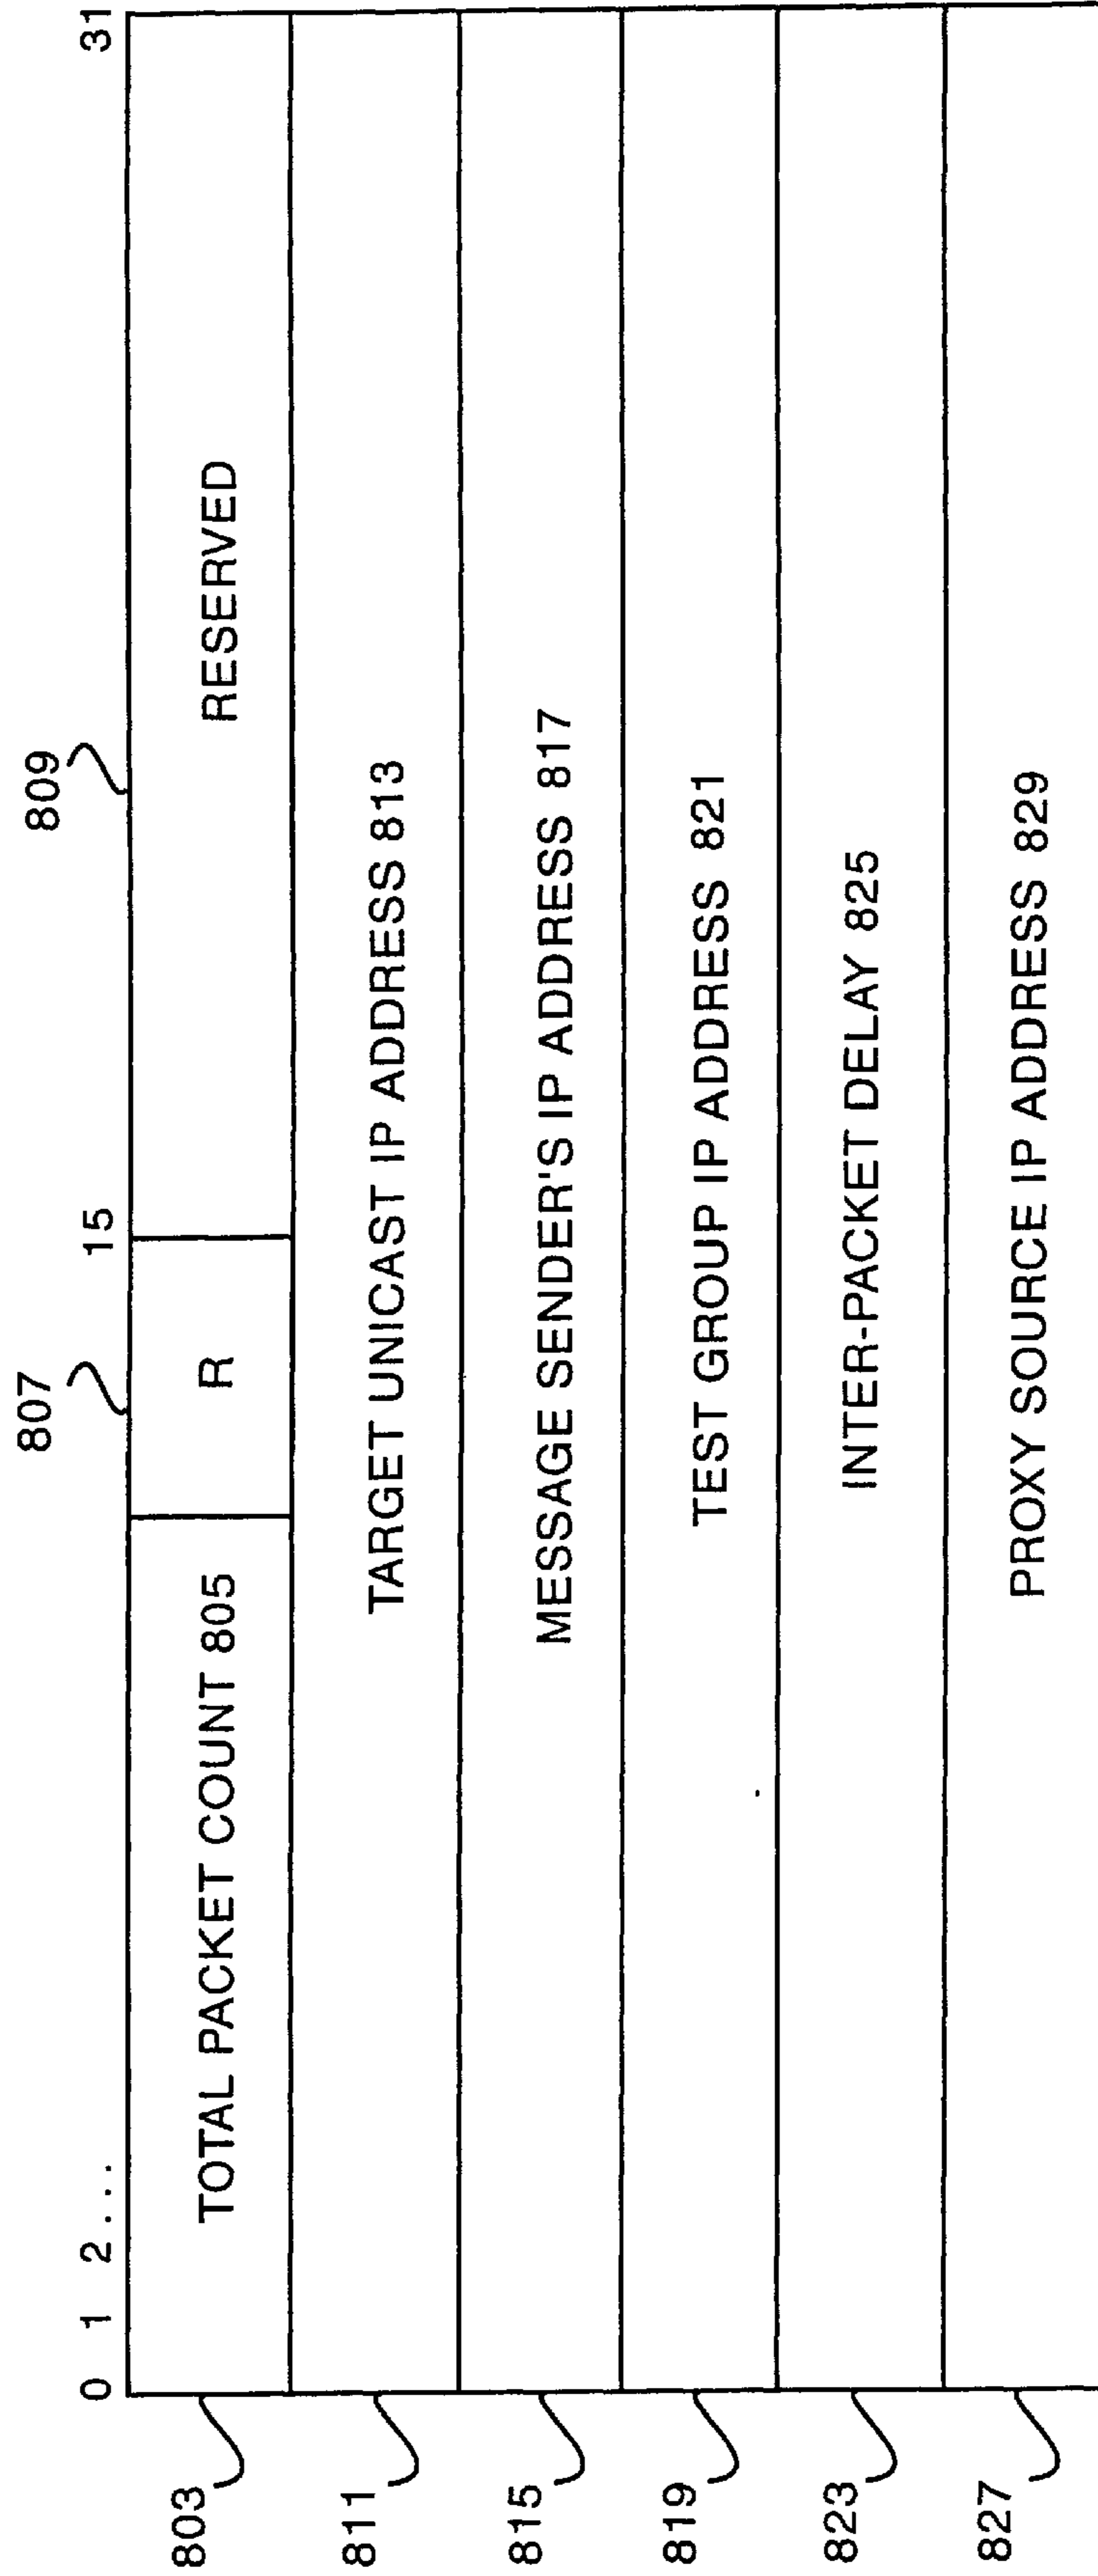 807
809
0 1 2 . . . . 15 31
803 TOTAL PACKET COUNT 805 R RESERVED
811 TARGET UNICAST IP ADDRESS 813
815 MESSAGE SENDER'S IP ADDRESS 817
819 TEST GROUP IP ADDRESS 821
823 INTER-PACKET DELAY 825
827 PROXY SOURCE IP ADDRESS 829